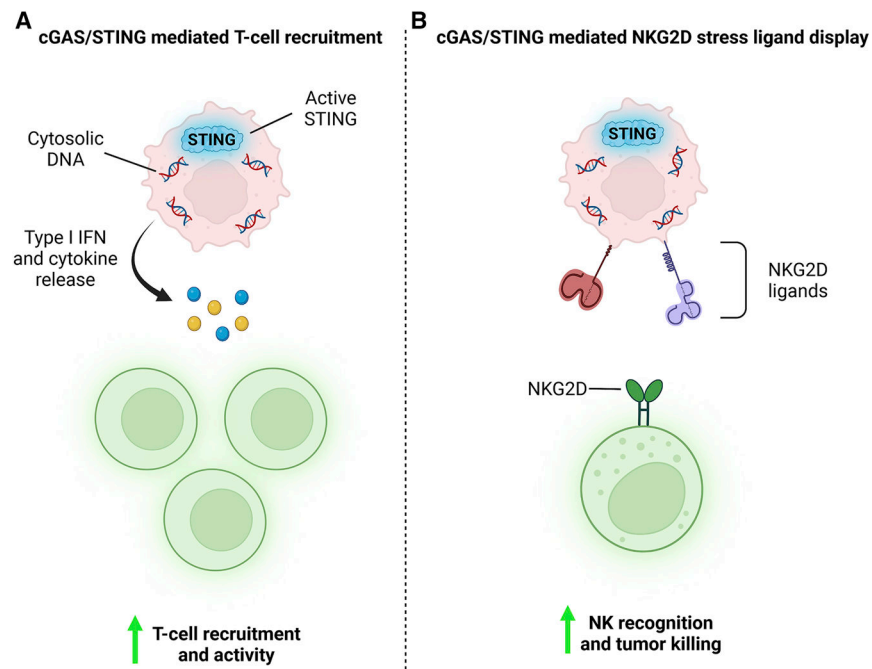 A
cGAS/STING mediated T-cell recruitment
Active
STING
STING
Cytosolic
DNA
Type I IFN
and cytokine
release
T-cell recruitment
and activity
B
cGAS/STING mediated NKG2D stress ligand display
STING
NKG2D
ligands
NKG2D
NK recognition
and tumor killing